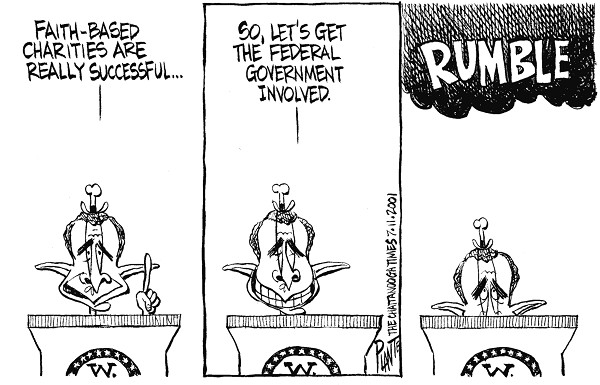 FAITH-BASED
CHARITIES ARE
REALLY SUCCESSFUL...
W.
SO, LET'S GET
THE FEDERAL
GOVERNMENT
INVOLVED.
W.
PLANTE
THE CHATTANOOGA TIMES 7.11.2001
RUMBLE
W.